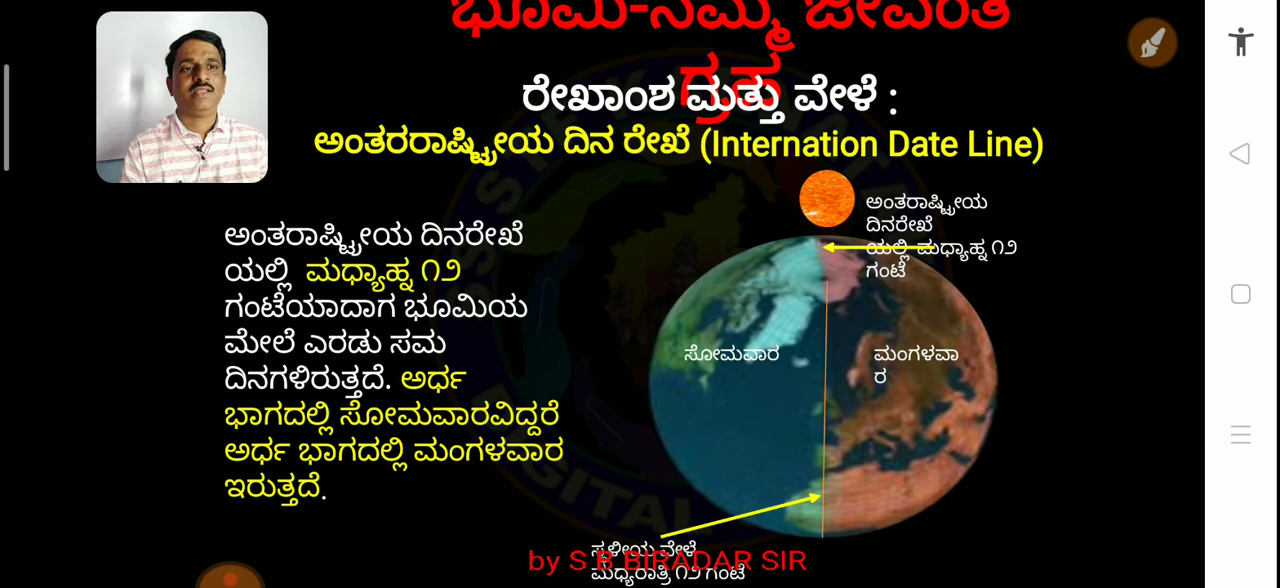 ಭೂಮಿ-ನಮ್ಮ ಜೀವಂತ
ಗ್ರಹ
ರೇಖಾಂಶ ಮತ್ತು ವೇಳೆ :
ಅಂತರರಾಷ್ಟ್ರೀಯ ದಿನ ರೇಖೆ (Internation Date Line)
ಅಂತರಾಷ್ಟ್ರೀಯ ದಿನರೇಖೆ
ಯಲ್ಲಿ ಮಧ್ಯಾಹ್ನ ೧೨
ಗಂಟೆಯಾದಾಗ ಭೂಮಿಯ
ಮೇಲೆ ಎರಡು ಸಮ
ದಿನಗಳಿರುತ್ತದೆ. ಅರ್ಧ
ಭಾಗದಲ್ಲಿ ಸೋಮವಾರವಿದ್ದರೆ
ಅರ್ಧ ಭಾಗದಲ್ಲಿ ಮಂಗಳವಾರ
ಇರುತ್ತದೆ.
ಅಂತರಾಷ್ಟ್ರೀಯ
ದಿನರೇಖೆ
ಯಲ್ಲಿ ಮಧ್ಯಾಹ್ನ ೧೨
ಗಂಟೆ
ಸೋಮವಾರ
ಮಂಗಳವಾ
ರ
ಸ್ಥಳೀಯ ವೇಳೆ
ಮಧ್ಯರಾತ್ರಿ ೧೨ ಗಂಟೆ
by S B BIRADAR SIR